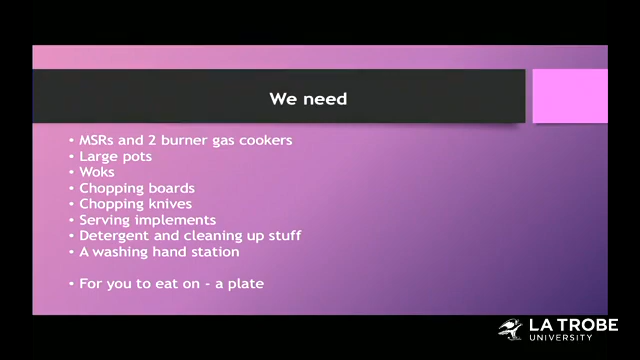 We need
• MSRs and 2 burner gas cookers
• Large pots
• Woks
• Chopping boards
• Chopping knives
• Serving implements
• Detergent and cleaning up stuff
• A washing hand station
• For you to eat on - a plate
LA TROBE
UNIVERSITY